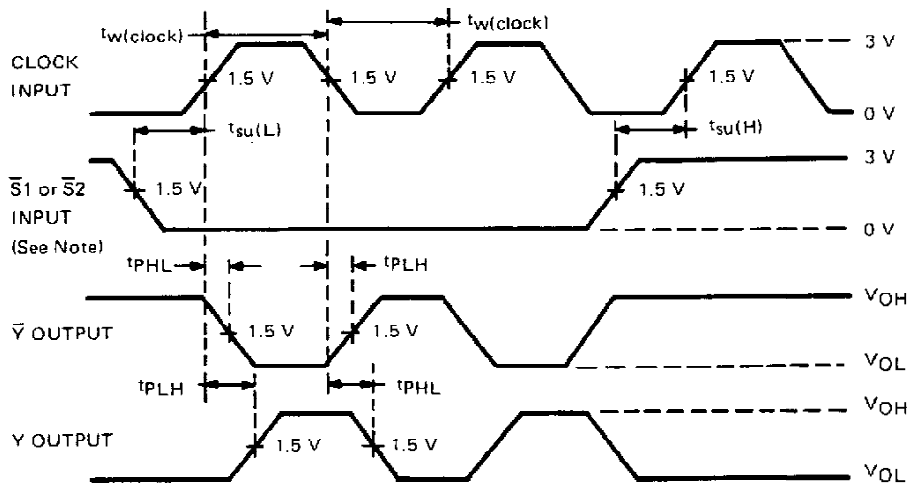 tw(clock)
tw(clock)
3 V
CLOCK
INPUT
1.5 V
1.5 V
1.5 V
1.5 V
0 V
tsu(L)
tsu(H)
3 V
S̅1 or S̅2
INPUT
(See Note)
1.5 V
1.5 V
0 V
tPHL
tPLH
VOH
Y̅ OUTPUT
1.5 V
1.5 V
VOL
tPLH
tPHL
VOH
Y OUTPUT
1.5 V
1.5 V
VOL